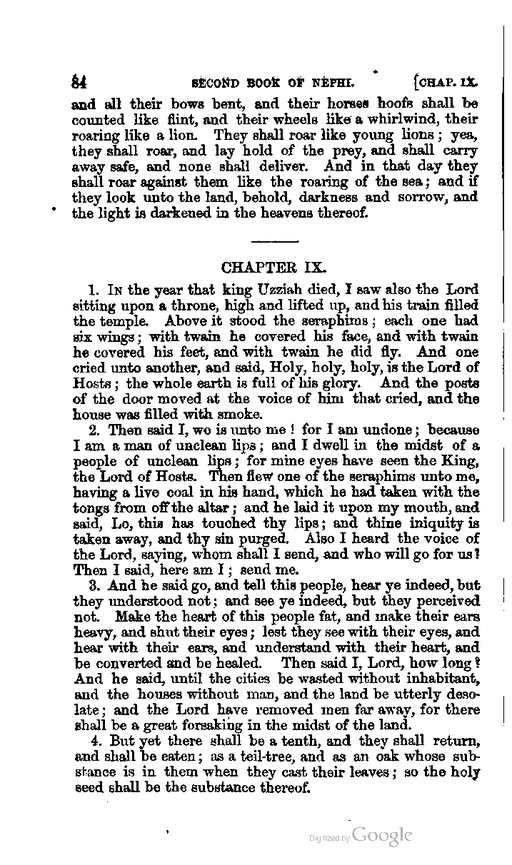 84 SECOND BOOK OF NEPHI. [CHAP. IX.
and all their bows bent, and their horses hoofs shall be
counted like flint, and their wheels like a whirlwind, their
roaring like a lion. They shall roar like young lions; yea,
they shall roar, and lay hold of the prey, and shall carry
away safe, and none shall deliver. And in that day they
shall roar against them like the roaring of the sea; and if
they look unto the land, behold, darkness and sorrow, and
the light is darkened in the heavens thereof.
CHAPTER IX.
1. IN the year that king Uzziah died, I saw also the Lord
sitting upon a throne, high and lifted up, and his train filled
the temple. Above it stood the seraphims; each one had
six wings; with twain he covered his face, and with twain
he covered his feet, and with twain he did fly. And one
cried unto another, and said, Holy, holy, holy, is the Lord of
Hosts; the whole earth is full of his glory. And the posts
of the door moved at the voice of him that cried, and the
house was filled with smoke.
2. Then said I, wo is unto me! for I am undone; because
I am a man of unclean lips; and I dwell in the midst of a
people of unclean lips; for mine eyes have seen the King,
the Lord of Hosts. Then flew one of the seraphims unto me,
having a live coal in his hand, which he had taken with the
tongs from off the altar; and he laid it upon my mouth, and
said, Lo, this has touched thy lips; and thine iniquity is
taken away, and thy sin purged. Also I heard the voice of
the Lord, saying, whom shall I send, and who will go for us?
Then I said, here am I; send me.
3. And he said go, and tell this people, hear ye indeed, but
they understood not; and see ye indeed, but they perceived
not. Make the heart of this people fat, and make their ears
heavy, and shut their eyes; lest they see with their eyes, and
hear with their ears, and understand with their heart, and
be converted and be healed. Then said I, Lord, how long?
And he said, until the cities be wasted without inhabitant,
and the houses without man, and the land be utterly deso-
late; and the Lord have removed men far away, for there
shall be a great forsaking in the midst of the land.
4. But yet there shall be a tenth, and they shall return,
and shall be eaten; as a teil-tree, and as an oak whose sub-
stance is in them when they cast their leaves; so the holy
seed shall be the substance thereof.
Digitized by Google